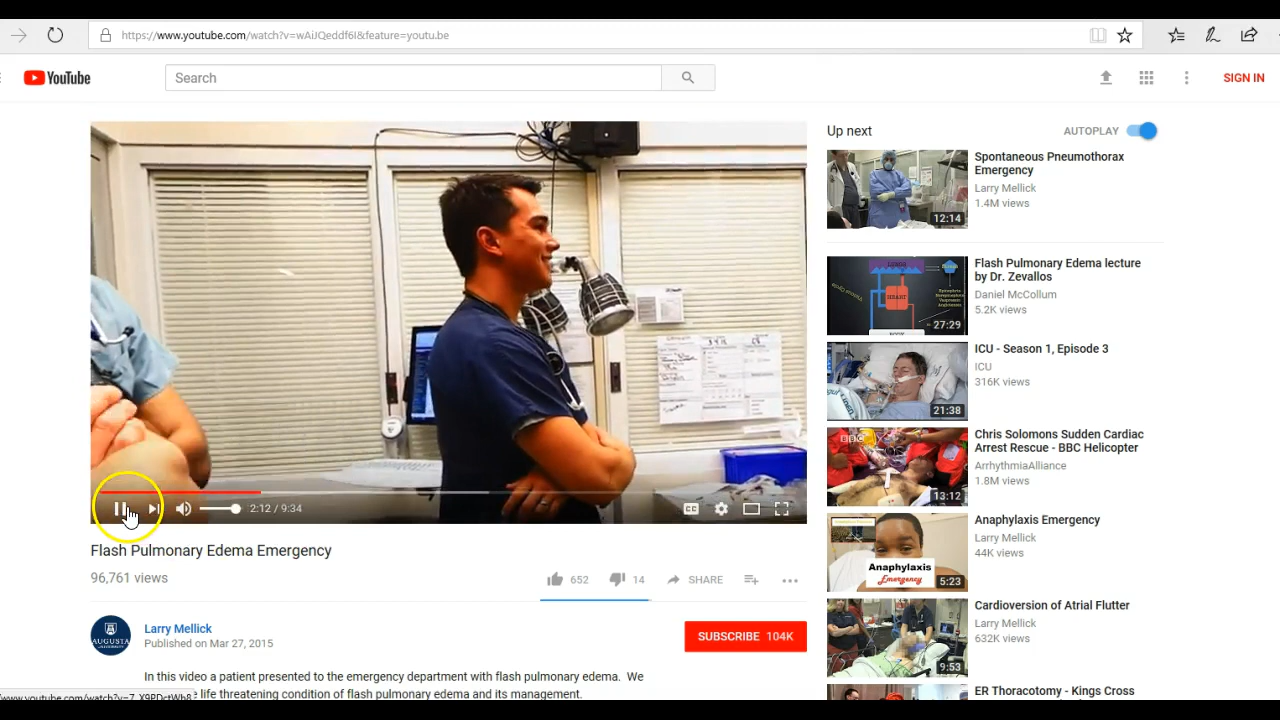 https://www.youtube.com/watch?v=wAiJQeddf6I&feature=youtu.be
YouTube
Search
SIGN IN
2:12 / 9:34
CC
Flash Pulmonary Edema Emergency
96,761 views
652
14
SHARE
AUGUSTA
Larry Mellick
Published on Mar 27, 2015
SUBSCRIBE 104K
In this video a patient presented to the emergency department with flash pulmonary edema. We
life threatening condition of flash pulmonary edema and its management.
Up next
AUTOPLAY
12:14
Spontaneous Pneumothorax
Emergency
Larry Mellick
1.4M views
HEART
27:29
Flash Pulmonary Edema lecture
by Dr. Zevallos
Daniel McCollum
5.2K views
21:38
ICU - Season 1, Episode 3
ICU
316K views
BBC
13:12
Chris Solomons Sudden Cardiac
Arrest Rescue - BBC Helicopter
ArrhythmiaAlliance
1.8M views
Anaphylaxis
Emergency
5:23
Anaphylaxis Emergency
Larry Mellick
44K views
9:53
Cardioversion of Atrial Flutter
Larry Mellick
632K views
ER Thoracotomy - Kings Cross